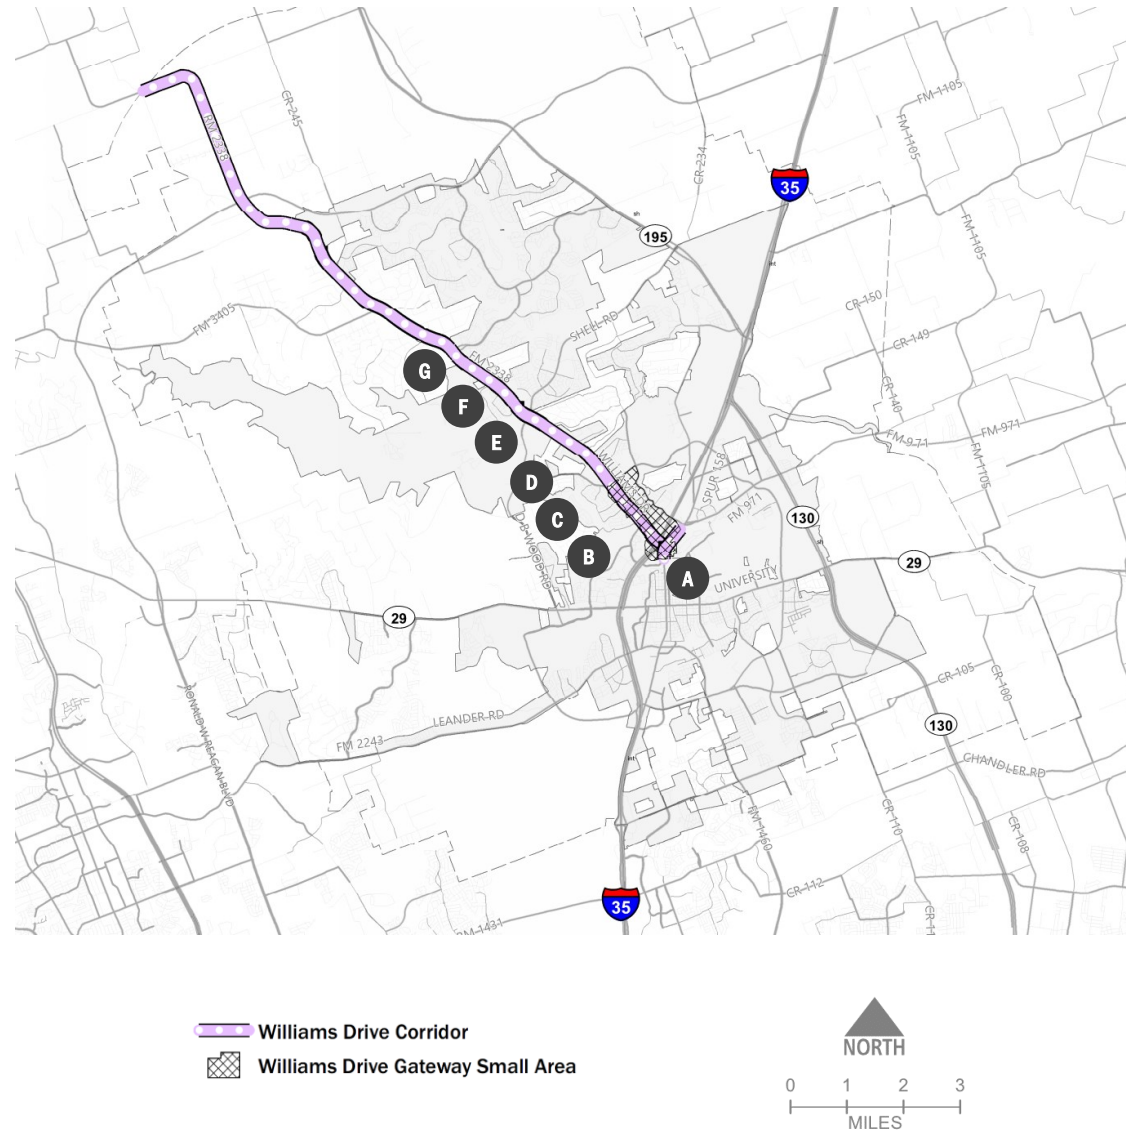 RM 2338
CR-245
CR-234
FM-1105
FM-1105
35
195
FM-1105
CR-150
FM 3405
SHELL RD
CR-149
FM 2338
G
F
CR-140
E
FM-971
FM-971
FM-1105
D
SPUR 158
C
FM 971
130
D B WOOD RD
B
A
UNIVERSITY
29
29
CR-105
CR-100
RONALD W REAGAN BLVD
LEANDER RD
FM 2243
130
CHANDLER RD
FM-1460
CR-110
CR-108
CR-112
35
RM-1431
Williams Drive Corridor
Williams Drive Gateway Small Area
NORTH
0 1 2 3
MILES